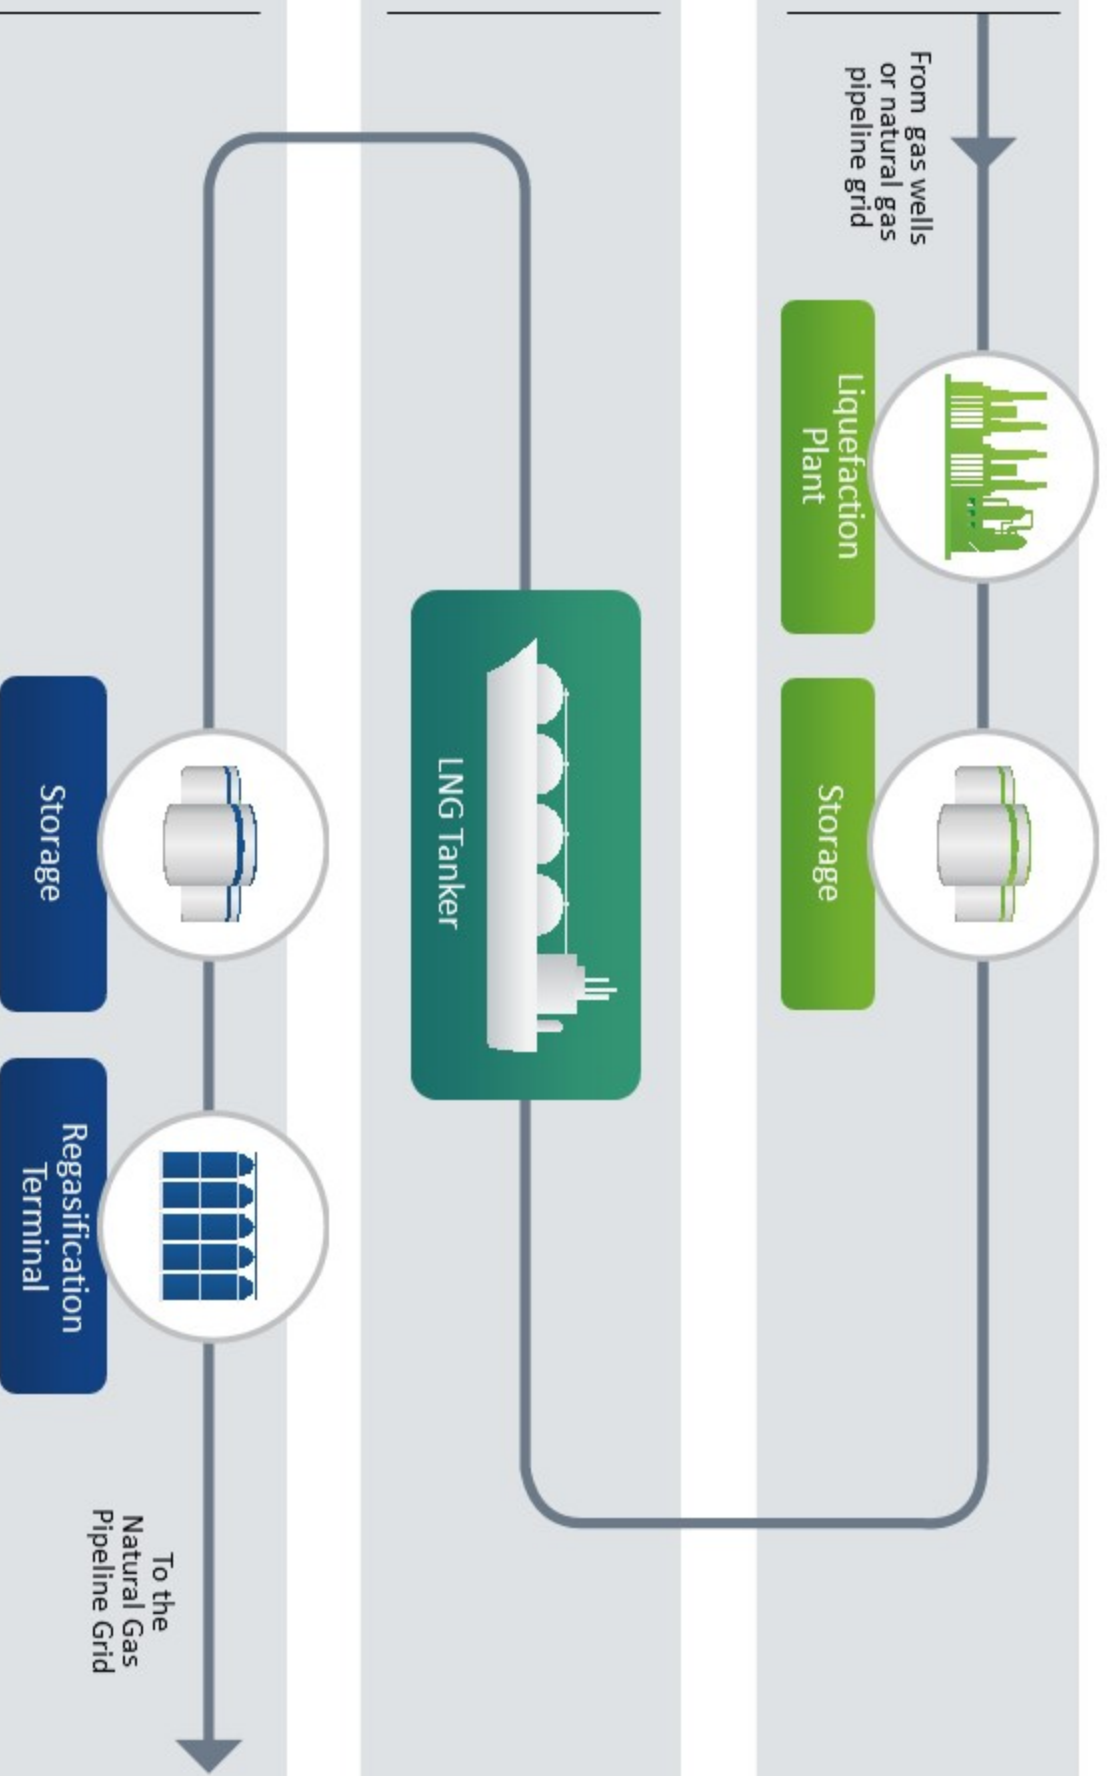 From gas wells
or natural gas
pipeline grid
Liquefaction
Plant
Storage
LNG Tanker
Storage
Regasification
Terminal
To the
Natural Gas
Pipeline Grid